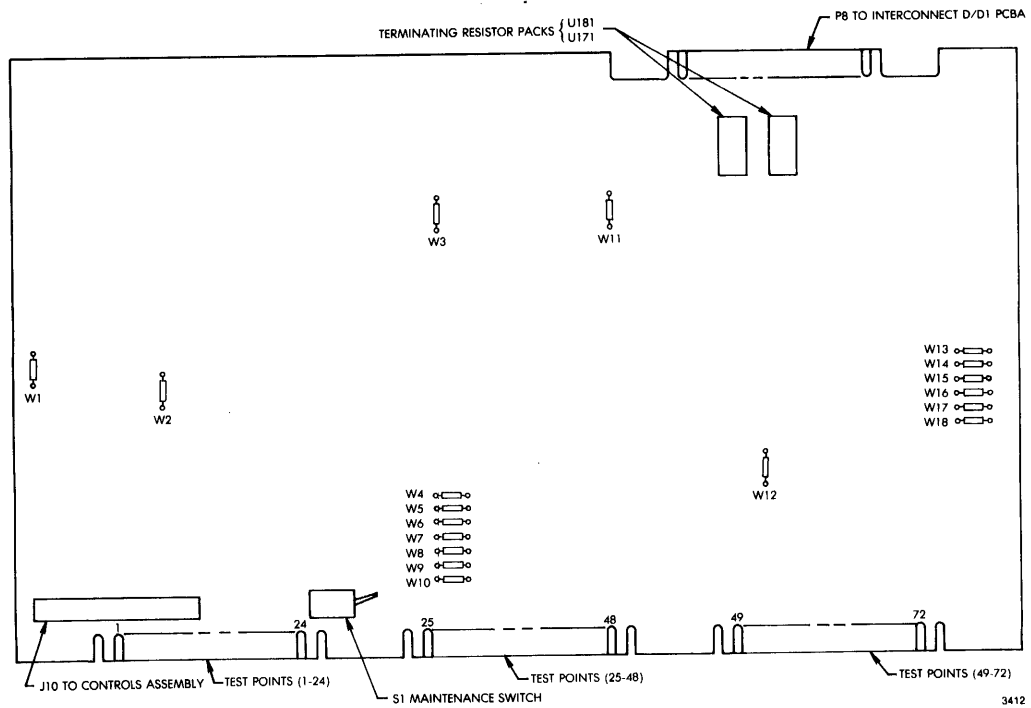 P8 TO INTERCONNECT D/D1 PCBA
TERMINATING RESISTOR PACKS { U181
U171
W3
W11
W1
W2
W13
W14
W15
W16
W17
W18
W12
W4
W5
W6
W7
W8
W9
W10
1
24
25
48
49
72
J10 TO CONTROLS ASSEMBLY
TEST POINTS (1-24)
S1 MAINTENANCE SWITCH
TEST POINTS (25-48)
TEST POINTS (49-72)
3412